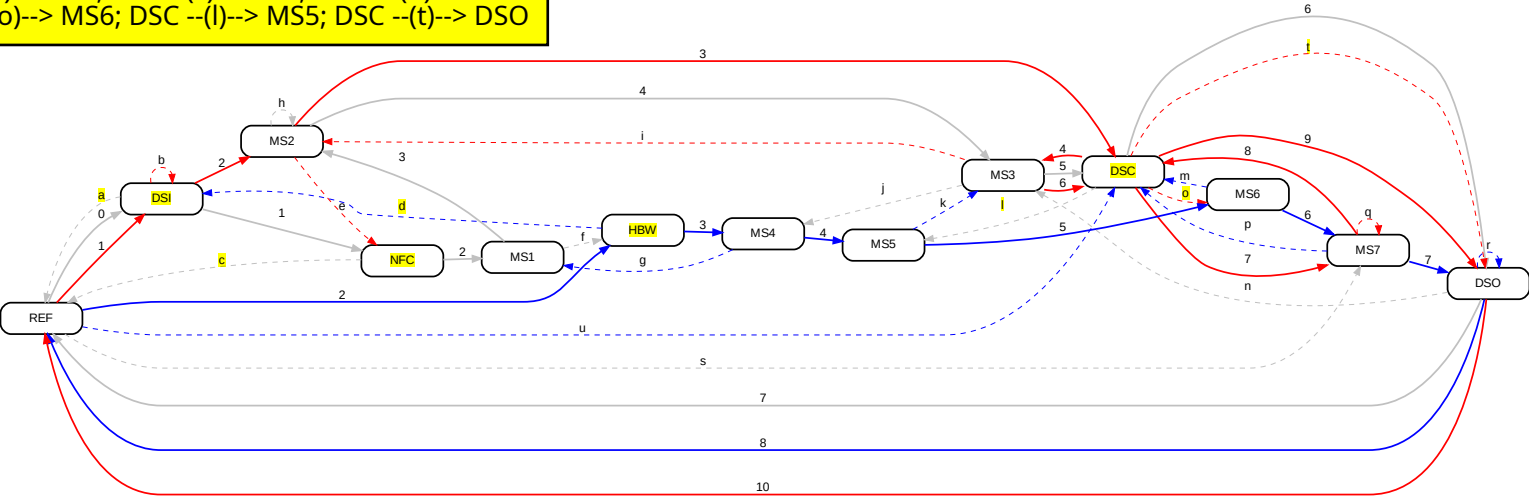 o)--> MS6; DSC --(l)--> MS5; DSC --(t)--> DSO
6
t
3
4
h
MS2
i
9
8
3
b
2
4
5
6
MS3
DSC
m
o
MS6
a
DSI
0
1
d
j
k
l
e
HBW
3
MS4
4
MS5
5
6
q
p
MS7
1
c
NFC
2
MS1
f
g
7
7
r
DSO
n
REF
2
u
s
7
8
10